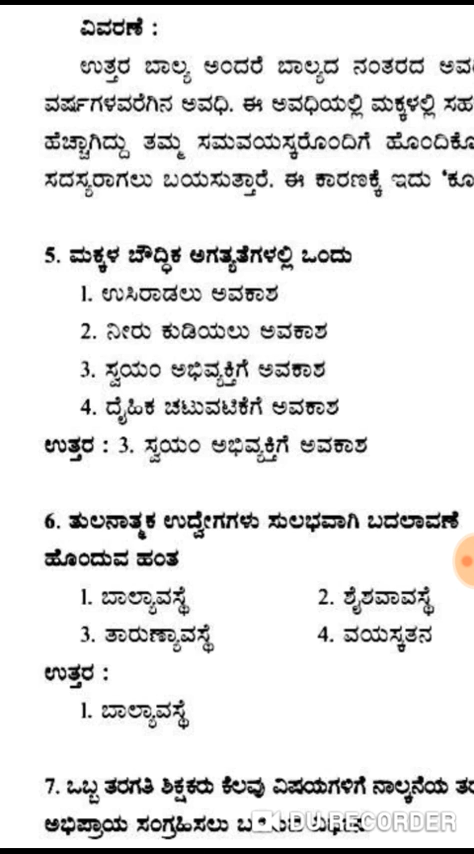 ವಿವರಣೆ :
ಉತ್ತರ ಬಾಲ್ಯ ಅಂದರೆ ಬಾಲ್ಯದ ನಂತರದ
ವರ್ಷಗಳವರೆಗಿನ ಅವಧಿ. ಈ ಅವಧಿಯಲ್ಲಿ ಮಕ್ಕಳಲ್ಲಿ
ಹೆಚ್ಚಾಗಿದ್ದು ತಮ್ಮ ಸಮವಯಸ್ಕರೊಂದಿಗೆ
ಸದಸ್ಯರಾಗಲು ಬಯಸುತ್ತಾರೆ. ಈ ಕಾರಣಕ್ಕೆ ಇದು
5. ಮಕ್ಕಳ ಬೌದ್ಧಿಕ ಅಗತ್ಯತೆಗಳಲ್ಲಿ ಒಂದು
1. ಉಸಿರಾಡಲು ಅವಕಾಶ
2. ನೀರು ಕುಡಿಯಲು ಅವಕಾಶ
3. ಸ್ವಯಂ ಅಭಿವ್ಯಕ್ತಿಗೆ ಅವಕಾಶ
4. ದೈಹಿಕ ಚಟುವಟಿಕೆಗೆ ಅವಕಾಶ
ಉತ್ತರ : 3. ಸ್ವಯಂ ಅಭಿವ್ಯಕ್ತಿಗೆ ಅವಕಾಶ
6. ತುಲನಾತ್ಮಕ ಉದ್ವೇಗಗಳು ಸುಲಭವಾಗಿ ಬದಲಾವಣೆ
ಹೊಂದುವ ಹಂತ
1. ಬಾಲ್ಯಾವಸ್ಥೆ 2. ಶೈಶವಾವಸ್ಥೆ
3. ತಾರುಣ್ಯಾವಸ್ಥೆ 4. ವಯಸ್ಕತನ
ಉತ್ತರ :
1. ಬಾಲ್ಯಾವಸ್ಥೆ
7. ಒಬ್ಬ ತರಗತಿ ಶಿಕ್ಷಕರು ಕೆಲವು ವಿಷಯಗಳಿಗೆ ನಾಲ್ಕನೆಯ
ಅಭಿಪ್ರಾಯ ಸಂಗ್ರಹಿಸಲು
DU RECORDER